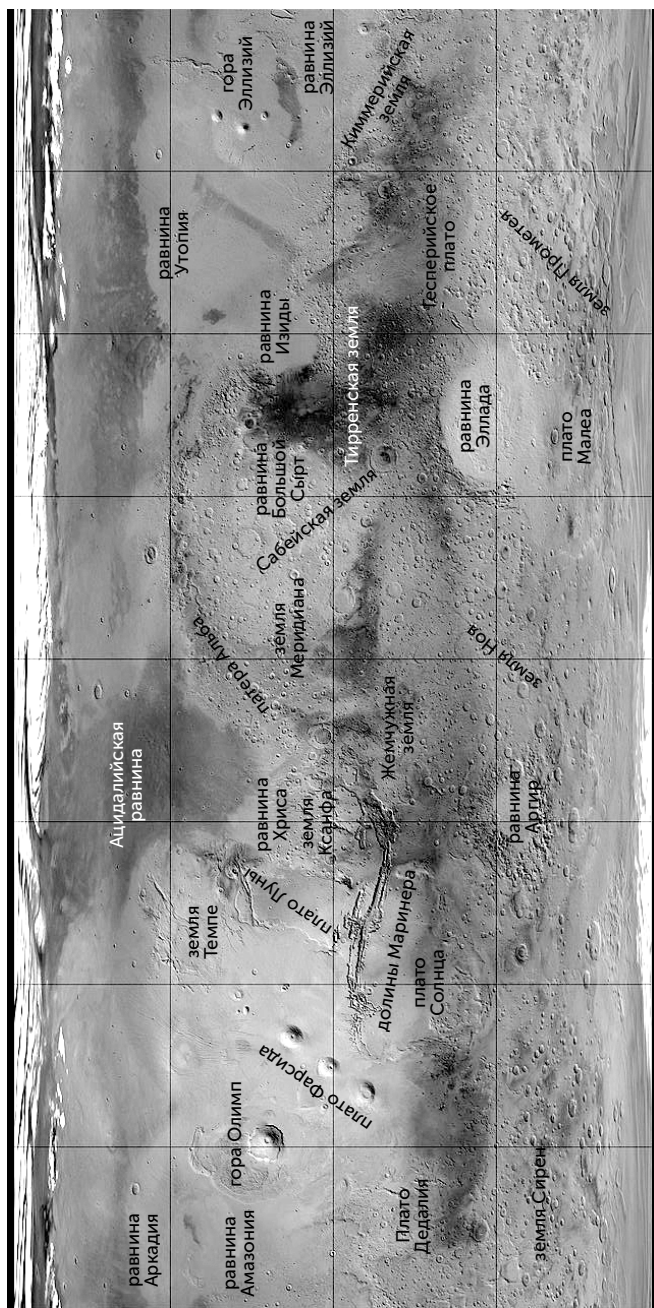 Ацидалийская
равнина
равнина
Аркадия
земля
Темпе
патера Альба
равнина
Утопия
равнина
Амазония
гора Олимп
плато Фарсида
плато Луны
равнина
Хриса
земля
Ксанфа
земля
Меридиана
Сабейская земля
равнина
Большой
Сырт
равнина
Изиды
гора
Эллизий
равнина
Эллизий
долины Маринера
Жемчужная
земля
Тирренская земля
Киммерийская
земля
Плато
Дедалия
плато
Солнца
Гесперийское
плато
земля Сирен
равнина
Аргир
земля Ноя
равнина
Эллада
плато
Малеа
земля Прометея